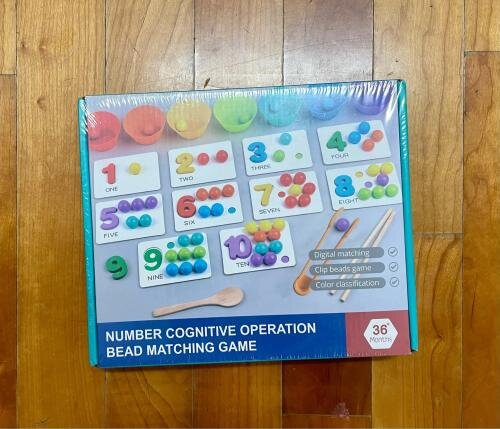 1
ONE
2
TWO
3
THREE
4
FOUR
5
FIVE
6
SIX
7
SEVEN
8
EIGHT
9
9
NINE
10
TEN
Digital matching
Clip beads game
Color classification
NUMBER COGNITIVE OPERATION
BEAD MATCHING GAME
36+
Months